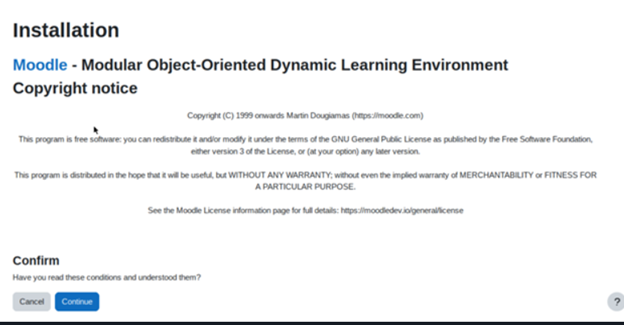 Installation
Moodle - Modular Object-Oriented Dynamic Learning Environment
Copyright notice
Copyright (C) 1999 onwards Martin Dougiamas (https://moodle.com)
This program is free software: you can redistribute it and/or modify it under the terms of the GNU General Public License as published by the Free Software Foundation,
either version 3 of the License, or (at your option) any later version.
This program is distributed in the hope that it will be useful, but WITHOUT ANY WARRANTY; without even the implied warranty of MERCHANTABILITY or FITNESS FOR
A PARTICULAR PURPOSE.
See the Moodle License information page for full details: https://moodledev.io/general/license
Confirm
Have you read these conditions and understood them?
Cancel Continue
?